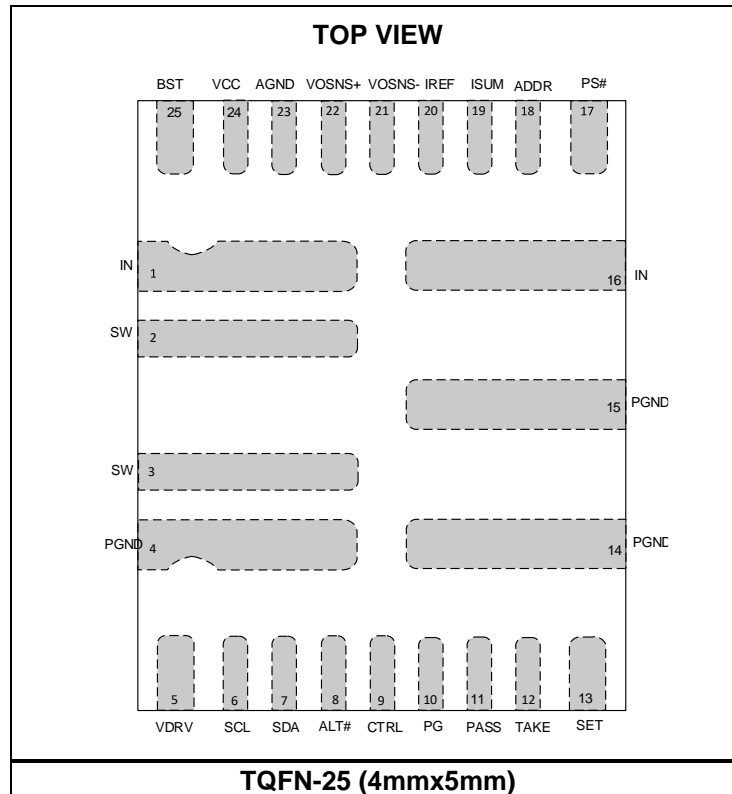 TOP VIEW
BST VCC AGND VOSNS+ VOSNS- IREF ISUM ADDR PS#
25 24 23 22 21 20 19 18 17
IN 1 16 IN
SW 2
15 PGND
SW 3
PGND 4 14 PGND
5 6 7 8 9 10 11 12 13
VDRV SCL SDA ALT# CTRL PG PASS TAKE SET
TQFN-25 (4mmx5mm)